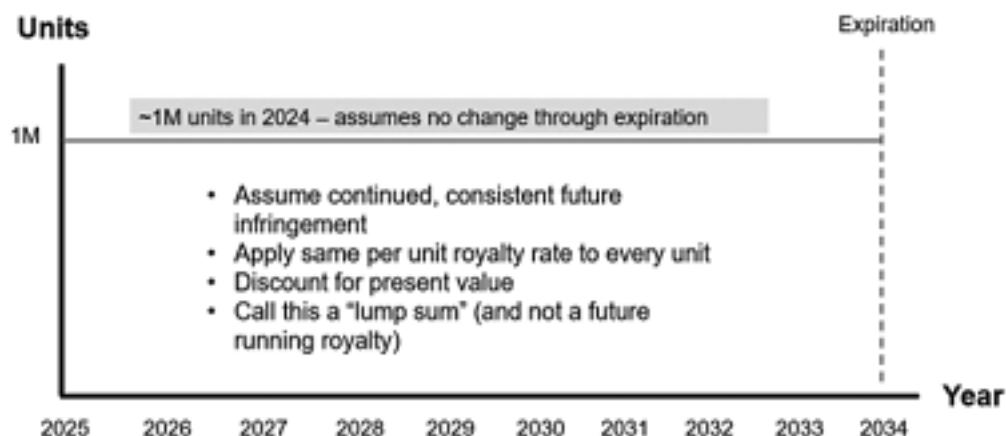 Units
Expiration
~1M units in 2024 – assumes no change through expiration
1M
• Assume continued, consistent future
infringement
• Apply same per unit royalty rate to every unit
• Discount for present value
• Call this a “lump sum” (and not a future
running royalty)
Year
2025 2026 2027 2028 2029 2030 2031 2032 2033 2034